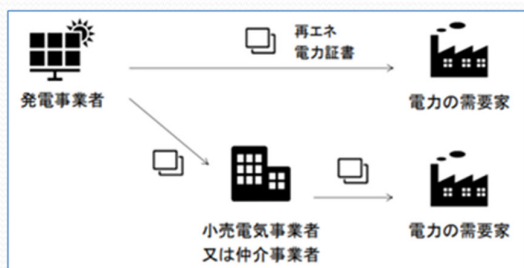 再エネ
電力証書
発電事業者
電力の需要家
小売電気事業者
又は仲介事業者
電力の需要家